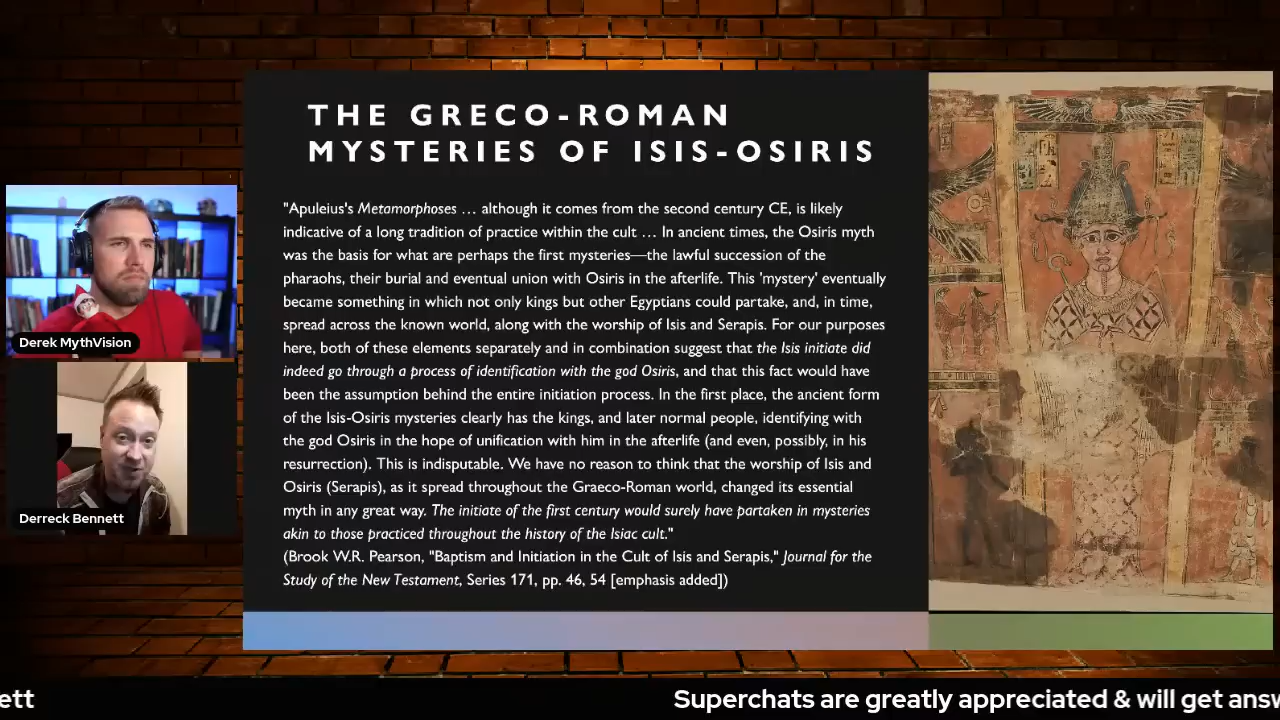 THE GRECO-ROMAN
MYSTERIES OF ISIS-OSIRIS
"Apuleius's Metamorphoses … although it comes from the second century CE, is likely
indicative of a long tradition of practice within the cult … In ancient times, the Osiris myth
was the basis for what are perhaps the first mysteries—the lawful succession of the
pharaohs, their burial and eventual union with Osiris in the afterlife. This 'mystery' eventually
became something in which not only kings but other Egyptians could partake, and, in time,
spread across the known world, along with the worship of Isis and Serapis. For our purposes
here, both of these elements separately and in combination suggest that the Isis initiate did
indeed go through a process of identification with the god Osiris, and that this fact would have
been the assumption behind the entire initiation process. In the first place, the ancient form
of the Isis-Osiris mysteries clearly has the kings, and later normal people, identifying with
the god Osiris in the hope of unification with him in the afterlife (and even, possibly, in his
resurrection). This is indisputable. We have no reason to think that the worship of Isis and
Osiris (Serapis), as it spread throughout the Graeco-Roman world, changed its essential
myth in any great way. The initiate of the first century would surely have partaken in mysteries
akin to those practiced throughout the history of the Isiac cult."
(Brook W.R. Pearson, "Baptism and Initiation in the Cult of Isis and Serapis," Journal for the
Study of the New Testament, Series 171, pp. 46, 54 [emphasis added])
Derek MythVision
Derreck Bennett
ett Superchats are greatly appreciated & will get answ